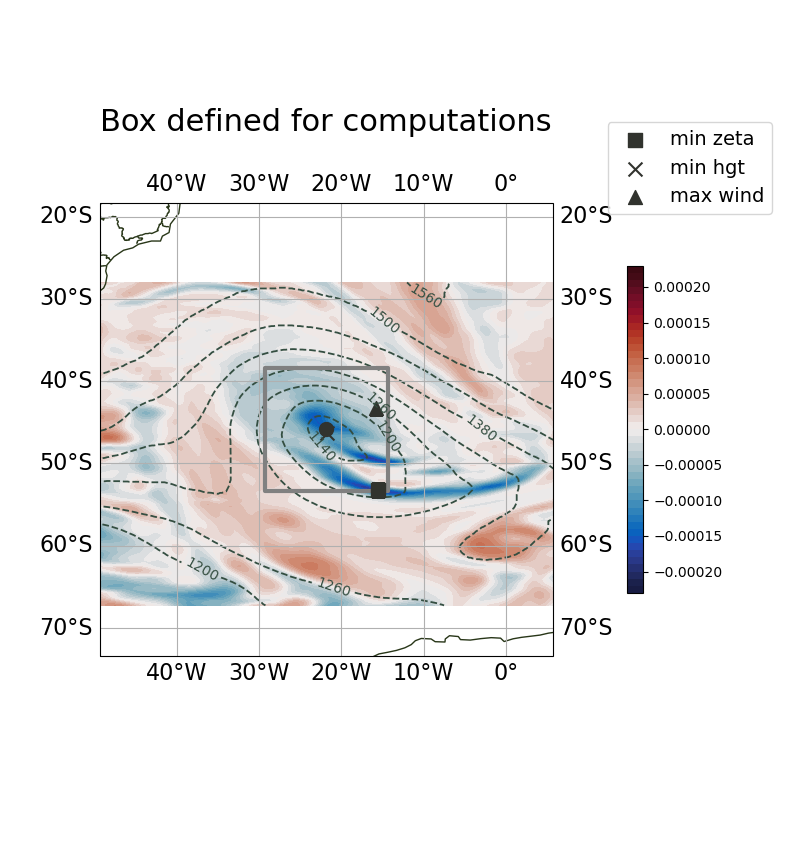 Box defined for computations
min zeta
min hgt
max wind
40°W 30°W 20°W 10°W 0°
20°S 20°S
30°S 30°S
40°S 40°S
50°S 50°S
60°S 60°S
70°S 70°S
40°W 30°W 20°W 10°W 0°
1560
1500
1380
1260
1200
1140
1200
1260
0.00020
0.00015
0.00010
0.00005
0.00000
−0.00005
−0.00010
−0.00015
−0.00020